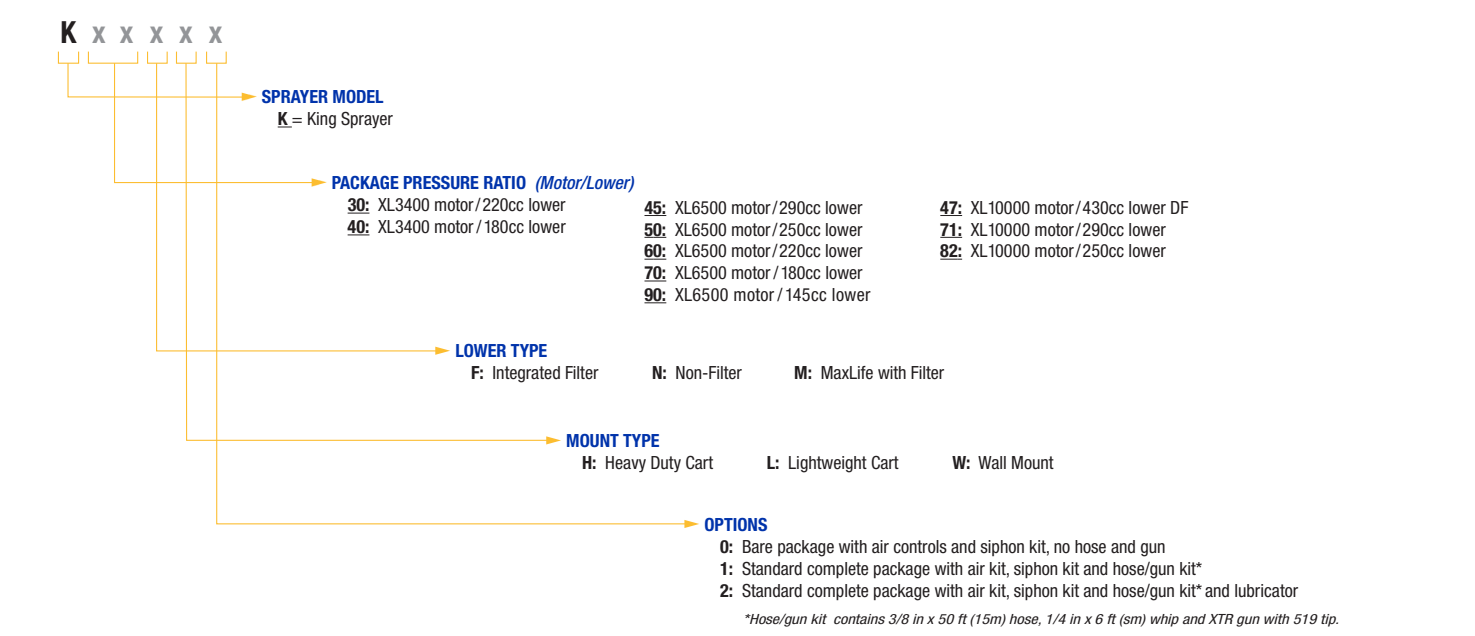 K x x x x x
SPRAYER MODEL
K = King Sprayer
PACKAGE PRESSURE RATIO (Motor/Lower)
30: XL3400 motor/220cc lower
40: XL3400 motor/180cc lower
45: XL6500 motor/290cc lower
50: XL6500 motor/250cc lower
60: XL6500 motor/220cc lower
70: XL6500 motor/180cc lower
90: XL6500 motor/145cc lower
47: XL10000 motor/430cc lower DF
71: XL10000 motor/290cc lower
82: XL10000 motor/250cc lower
LOWER TYPE
F: Integrated Filter N: Non-Filter M: MaxLife with Filter
MOUNT TYPE
H: Heavy Duty Cart L: Lightweight Cart W: Wall Mount
OPTIONS
0: Bare package with air controls and siphon kit, no hose and gun
1: Standard complete package with air kit, siphon kit and hose/gun kit*
2: Standard complete package with air kit, siphon kit and hose/gun kit* and lubricator
*Hose/gun kit contains 3/8 in x 50 ft (15m) hose, 1/4 in x 6 ft (sm) whip and XTR gun with 519 tip.